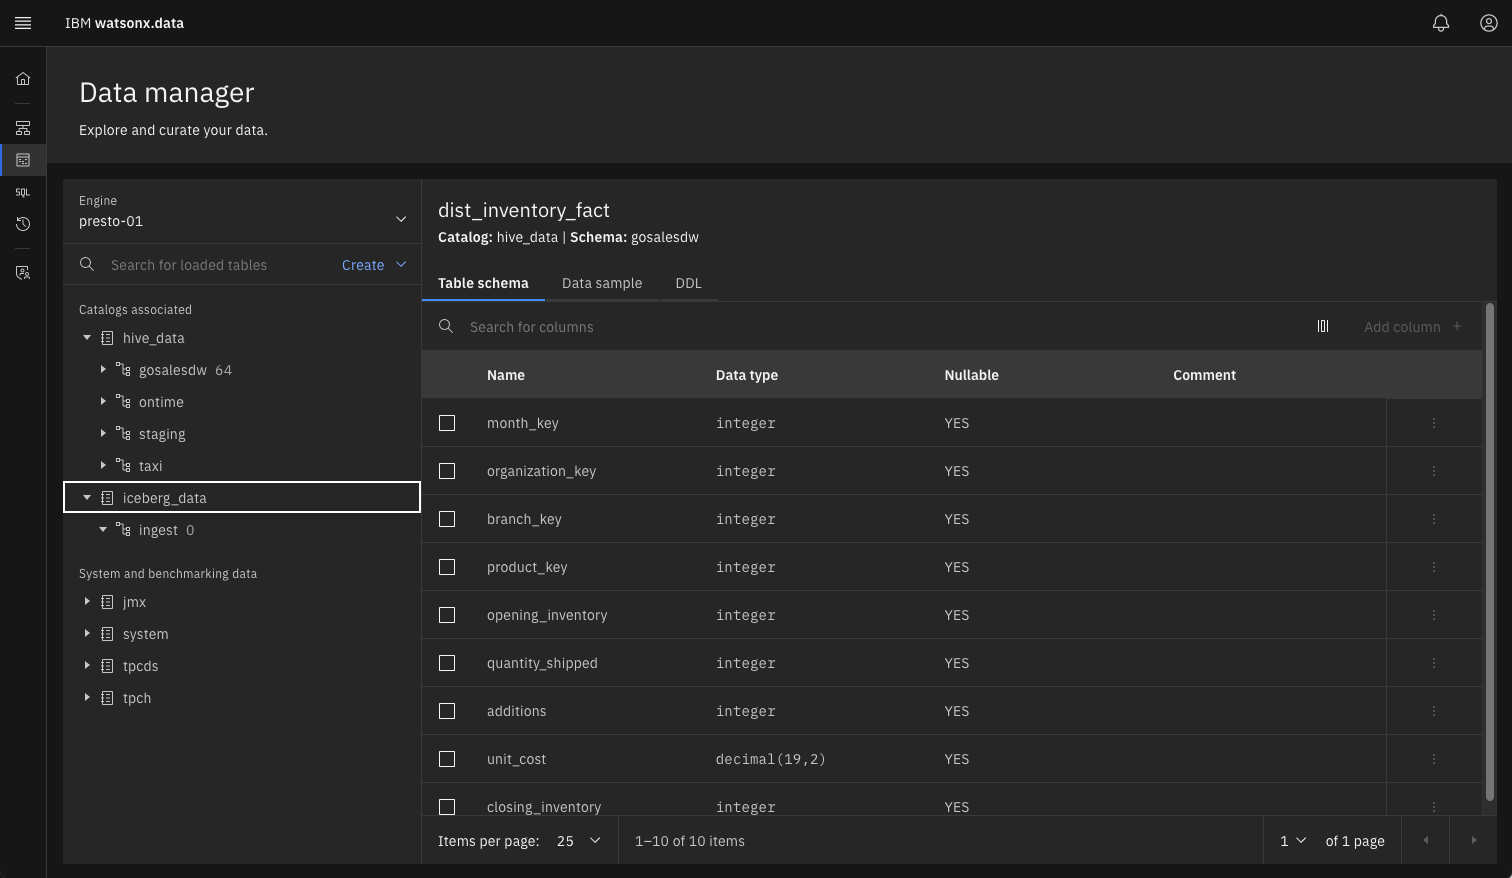 IBM watsonx.data
Data manager
Explore and curate your data.
SQL
Engine
presto-01
Search for loaded tables
Create
Catalogs associated
hive_data
gosalesdw 64
ontime
staging
taxi
iceberg_data
ingest 0
System and benchmarking data
jmx
system
tpcds
tpch
dist_inventory_fact
Catalog: hive_data | Schema: gosalesdw
Table schema Data sample DDL
Search for columns Add column +
Name Data type Nullable Comment
month_key integer YES
organization_key integer YES
branch_key integer YES
product_key integer YES
opening_inventory integer YES
quantity_shipped integer YES
additions integer YES
unit_cost decimal(19,2) YES
closing_inventory integer YES
Items per page: 25 1–10 of 10 items 1 of 1 page